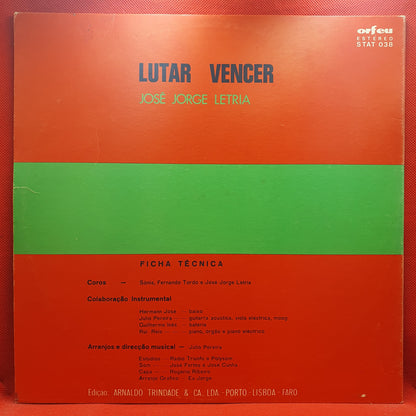 orfeu
ESTEREO
STAT 038
LUTAR VENCER
JOSÉ JORGE LETRIA
FICHA TÉCNICA
Coros — Sónia, Fernando Tordo e José Jorge Letria
Colaboração instrumental
Hermann José — baixo
Júlio Pereira — guitarra acústica, viola eléctrica, moog
Guilherme Inês — bateria
Rui Reis — piano, orgão e piano eléctrico
Arranjos e direcção musical — Júlio Pereira
Estúdios — Rádio Triunfo e Polysom
Som — José Fortes e José Cunha
Capa — Rogério Ribeiro
Arranjo Gráfico — Zé Jorge
Edição: ARNALDO TRINDADE & CA. LDA. - PORTO - LISBOA - FARO